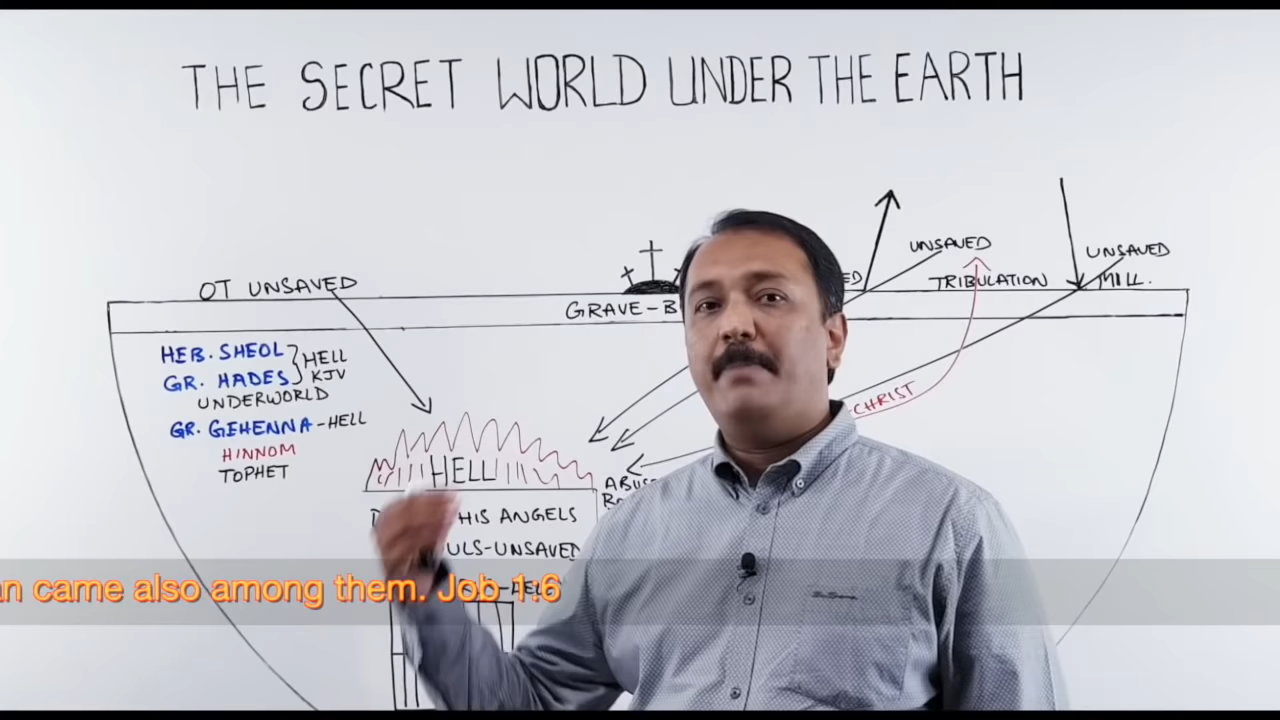 THE SECRET WORLD UNDER THE EARTH
UNSAVED
UNSAVED
OT UNSAVED
TRIBULATION
MILL.
GRAVE-B
HEB. SHEOL
HELL
GR. HADES
KJV
UNDERWORLD
CHRIST
GR. GEHENNA-HELL
HINNOM
TOPHET
HELL
HIS ANGELS
UNSAVED
came also among them. Job 1:6